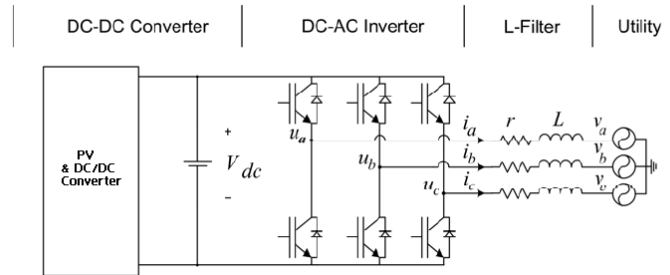 DC-DC Converter DC-AC Inverter L-Filter Utility
PV
& DC/DC
Converter
+
V dc
−
u a
u b
u c
i a
i b
i c
r
L
v a
v b
v c